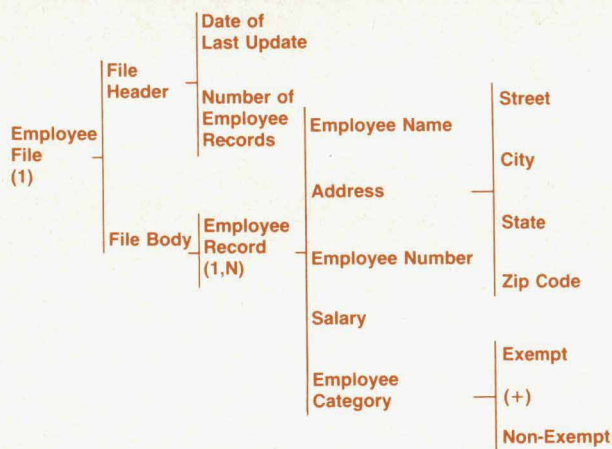 Employee
File
(1)
File
Header
Date of
Last Update
Number of
Employee
Records
File Body
Employee
Record
(1,N)
Employee Name
Address
Street
City
State
Zip Code
Employee Number
Salary
Employee
Category
Exempt
(+)
Non-Exempt